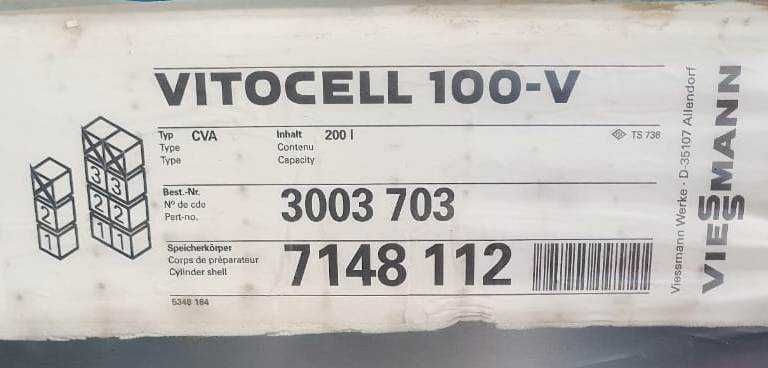 VITOCELL 100-V
Typ CVA Inhalt 200 l TS 736
Type Contenu
Type Capacity
Best.-Nr.
N° de cde 3003 703
Part-no.
Speicherkörper
Corps de préparateur 7148 112
Cylinder shell
5348 184
Viessmann Werke · D-35107 Allendorf
VIESSMANN
3 3
2 2 2
1 1 1